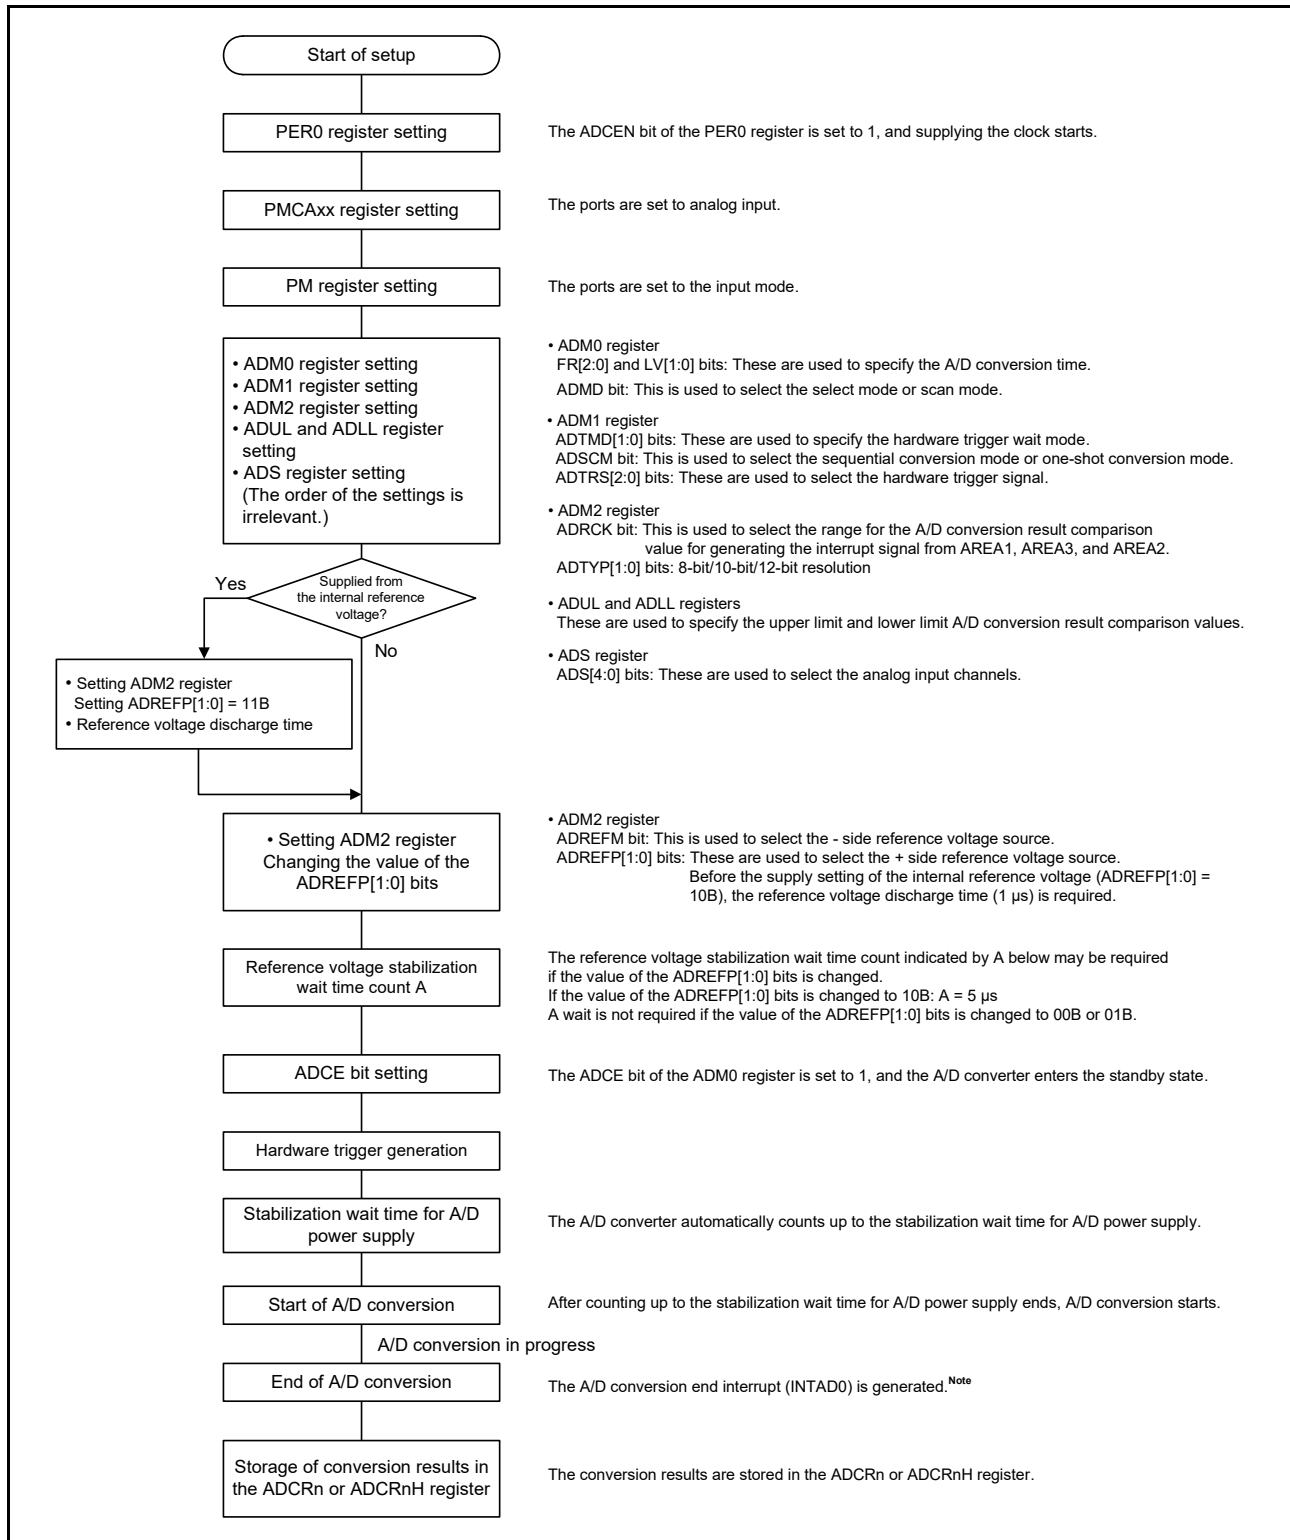 Start of setup
PER0 register setting
The ADCEN bit of the PER0 register is set to 1, and supplying the clock starts.
PMCAxx register setting
The ports are set to analog input.
PM register setting
The ports are set to the input mode.
• ADM0 register setting
• ADM1 register setting
• ADM2 register setting
• ADUL and ADLL register
setting
• ADS register setting
(The order of the settings is
irrelevant.)
• ADM0 register
FR[2:0] and LV[1:0] bits: These are used to specify the A/D conversion time.
ADMD bit: This is used to select the select mode or scan mode.
• ADM1 register
ADTMD[1:0] bits: These are used to specify the hardware trigger wait mode.
ADSCM bit: This is used to select the sequential conversion mode or one-shot conversion mode.
ADTRS[2:0] bits: These are used to select the hardware trigger signal.
• ADM2 register
ADRCK bit: This is used to select the range for the A/D conversion result comparison
value for generating the interrupt signal from AREA1, AREA3, and AREA2.
ADTYP[1:0] bits: 8-bit/10-bit/12-bit resolution
• ADUL and ADLL registers
These are used to specify the upper limit and lower limit A/D conversion result comparison values.
• ADS register
ADS[4:0] bits: These are used to select the analog input channels.
Supplied from
the internal reference
voltage?
Yes
No
• Setting ADM2 register
Setting ADREFP[1:0] = 11B
• Reference voltage discharge time
• Setting ADM2 register
Changing the value of the
ADREFP[1:0] bits
• ADM2 register
ADREFM bit: This is used to select the - side reference voltage source.
ADREFP[1:0] bits: These are used to select the + side reference voltage source.
Before the supply setting of the internal reference voltage (ADREFP[1:0] =
10B), the reference voltage discharge time (1 μs) is required.
Reference voltage stabilization
wait time count A
The reference voltage stabilization wait time count indicated by A below may be required
if the value of the ADREFP[1:0] bits is changed.
If the value of the ADREFP[1:0] bits is changed to 10B: A = 5 μs
A wait is not required if the value of the ADREFP[1:0] bits is changed to 00B or 01B.
ADCE bit setting
The ADCE bit of the ADM0 register is set to 1, and the A/D converter enters the standby state.
Hardware trigger generation
Stabilization wait time for A/D
power supply
The A/D converter automatically counts up to the stabilization wait time for A/D power supply.
Start of A/D conversion
After counting up to the stabilization wait time for A/D power supply ends, A/D conversion starts.
A/D conversion in progress
End of A/D conversion
The A/D conversion end interrupt (INTAD0) is generated.Note
Storage of conversion results in
the ADCRn or ADCRnH register
The conversion results are stored in the ADCRn or ADCRnH register.